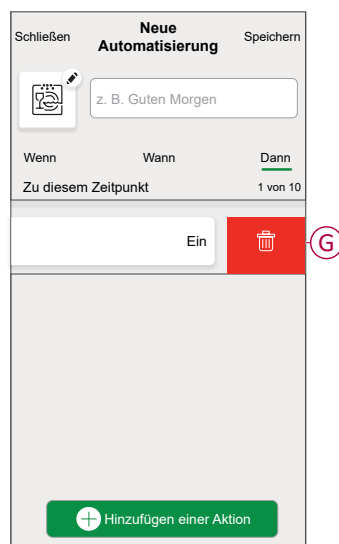 Schließen Neue Automatisierung Speichern
z. B. Guten Morgen
Wenn Wann Dann
Zu diesem Zeitpunkt 1 von 10
Ein
G
Hinzufügen einer Aktion